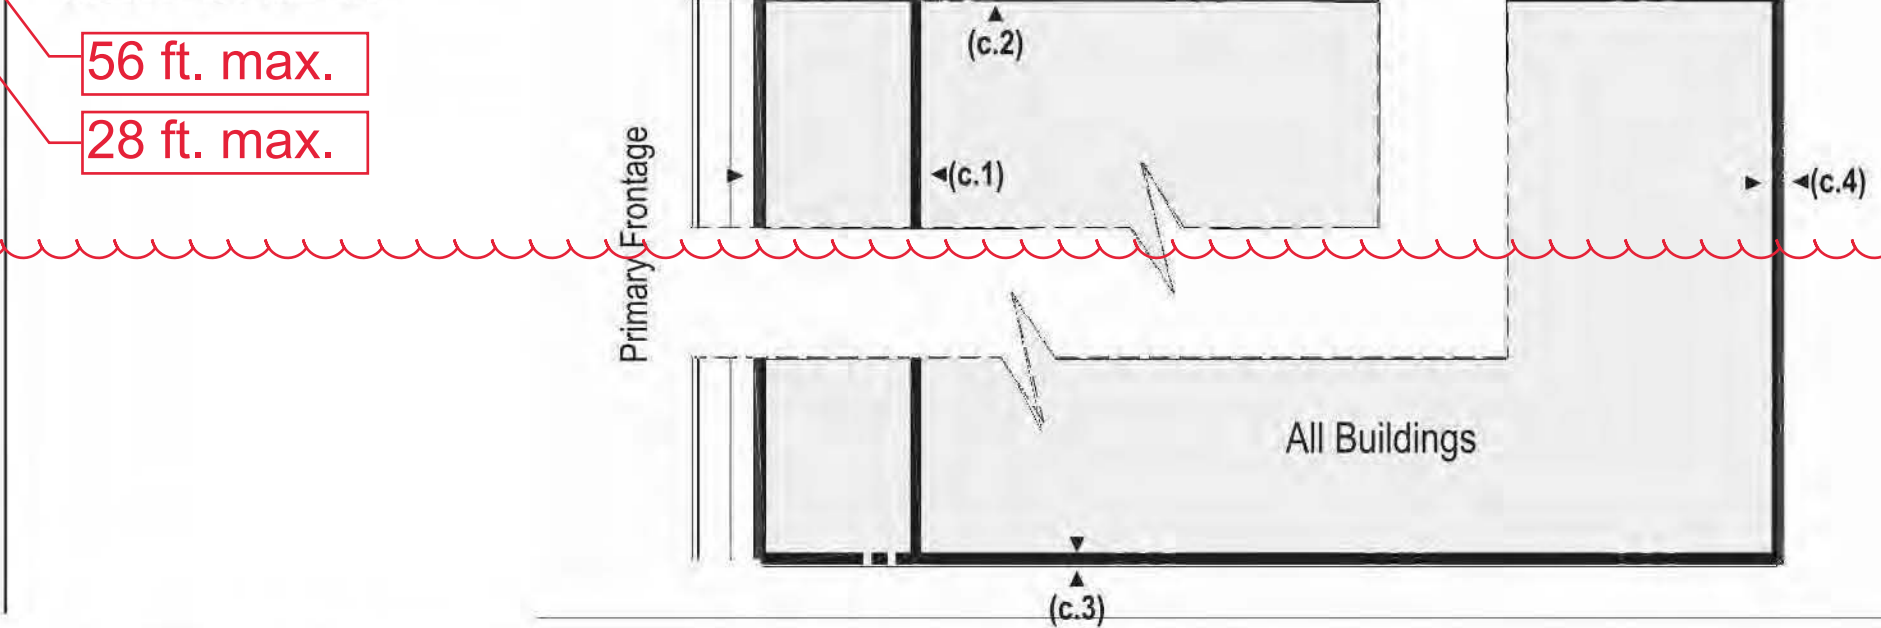 56 ft. max.
28 ft. max.
(c.2)
(c.1)
(c.4)
Primary Frontage
All Buildings
(c.3)